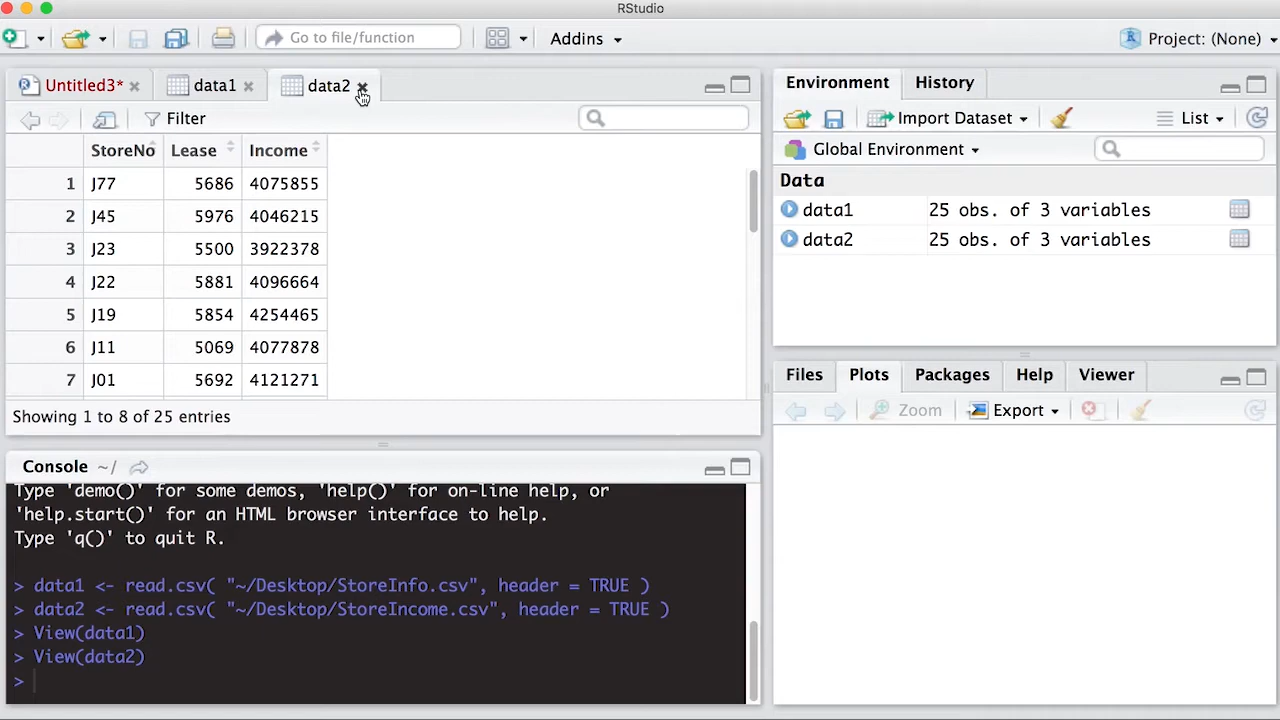 RStudio
Go to file/function
Addins
Project: (None)
Untitled3*
data1
data2
Filter
StoreNo Lease Income
1 J77 5686 4075855
2 J45 5976 4046215
3 J23 5500 3922378
4 J22 5881 4096664
5 J19 5854 4254465
6 J11 5069 4077878
7 J01 5692 4121271
Showing 1 to 8 of 25 entries
Console ~/
Type 'demo()' for some demos, 'help()' for on-line help, or
'help.start()' for an HTML browser interface to help.
Type 'q()' to quit R.
> data1 <- read.csv( "~/Desktop/StoreInfo.csv", header = TRUE )
> data2 <- read.csv( "~/Desktop/StoreIncome.csv", header = TRUE )
> View(data1)
> View(data2)
>
Environment History
Import Dataset
List
Global Environment
Data
data1 25 obs. of 3 variables
data2 25 obs. of 3 variables
Files Plots Packages Help Viewer
Zoom Export